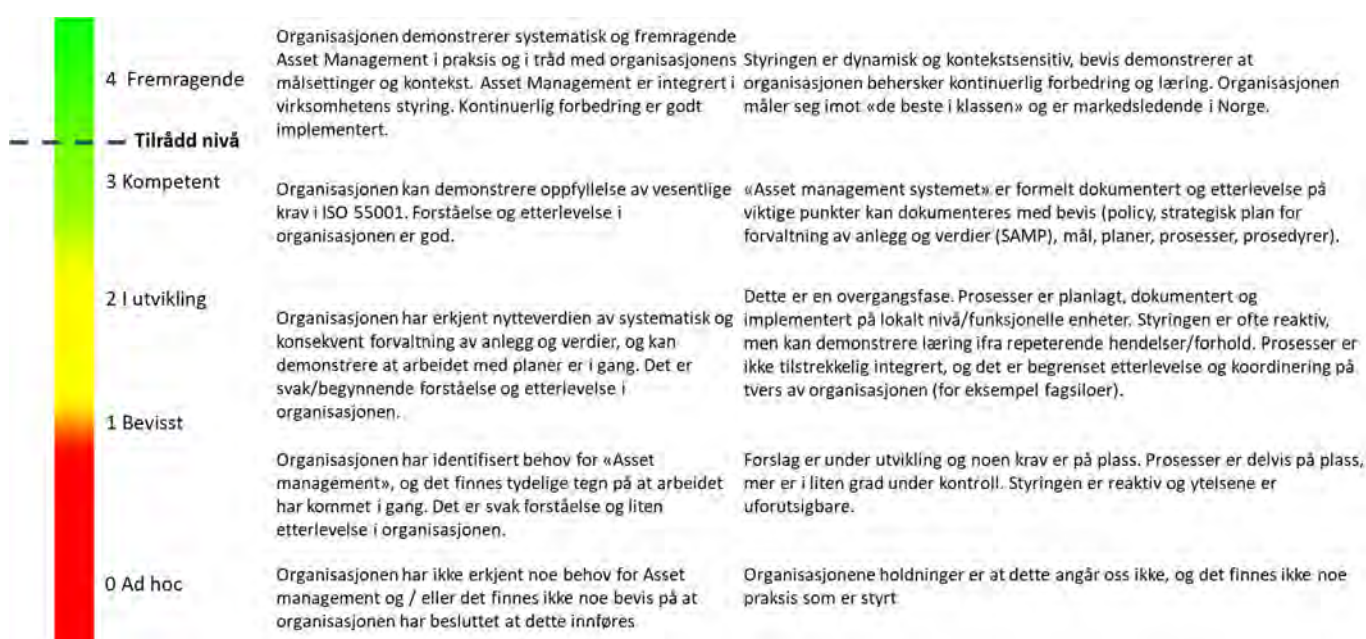 4 Fremragende
Organisasjonen demonstrerer systematisk og fremragende
Asset Management i praksis og i tråd med organisasjonens
målsettinger og kontekst. Asset Management er integrert i
virksomhetens styring. Kontinuerlig forbedring er godt
implementert.
Styringen er dynamisk og kontekstsensitiv, bevis demonstrerer at
organisasjonen behersker kontinuerlig forbedring og læring. Organisasjonen
måler seg imot «de beste i klassen» og er markedsledende i Norge.
Tilrådd nivå
3 Kompetent
Organisasjonen kan demonstrere oppfyllelse av vesentlige
krav i ISO 55001. Forståelse og etterlevelse i
organisasjonen er god.
«Asset management systemet» er formelt dokumentert og etterlevelse på
viktige punkter kan dokumenteres med bevis (policy, strategisk plan for
forvaltning av anlegg og verdier (SAMP), mål, planer, prosesser, prosedyrer).
2 I utvikling
Organisasjonen har erkjent nytteverdien av systematisk og
konsekvent forvaltning av anlegg og verdier, og kan
demonstrere at arbeidet med planer er i gang. Det er
svak/begynnende forståelse og etterlevelse i
organisasjonen.
Dette er en overgangsfase. Prosesser er planlagt, dokumentert og
implementert på lokalt nivå/funksjonelle enheter. Styringen er ofte reaktiv,
men kan demonstrere læring ifra repeterende hendelser/forhold. Prosesser er
ikke tilstrekkelig integrert, og det er begrenset etterlevelse og koordinering på
tvers av organisasjonen (for eksempel fagsiloer).
1 Bevisst
Organisasjonen har identifisert behov for «Asset
management», og det finnes tydelige tegn på at arbeidet
har kommet i gang. Det er svak forståelse og liten
etterlevelse i organisasjonen.
Forslag er under utvikling og noen krav er på plass. Prosesser er delvis på plass,
mer er i liten grad under kontroll. Styringen er reaktiv og ytelsene er
uforutsigbare.
0 Ad hoc
Organisasjonen har ikke erkjent noe behov for Asset
management og / eller det finnes ikke noe bevis på at
organisasjonen har besluttet at dette innføres
Organisasjonene holdninger er at dette angår oss ikke, og det finnes ikke noe
praksis som er styrt